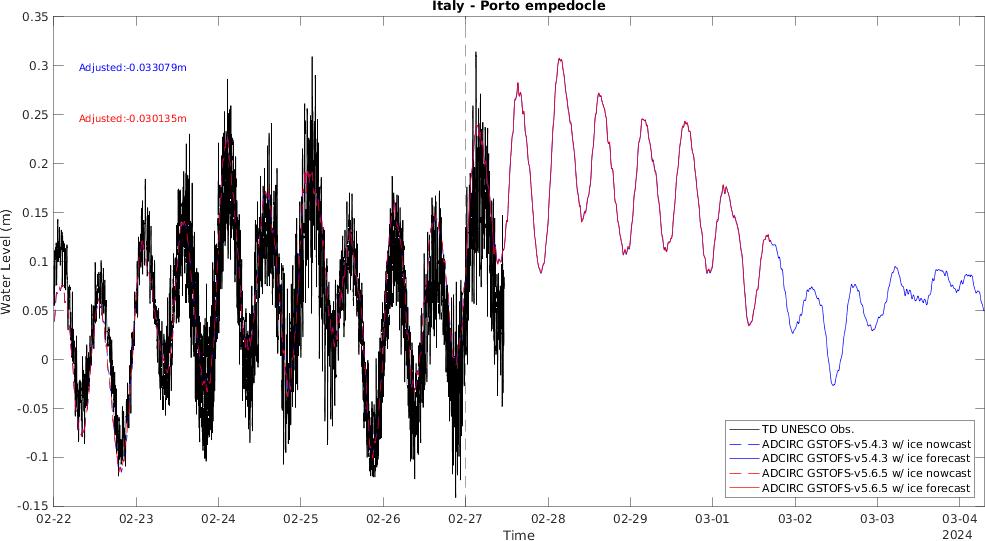 Italy - Porto empedocle
0.35
0.3
0.25
0.2
0.15
0.1
0.05
0
-0.05
-0.1
-0.15
Water Level (m)
Adjusted:-0.033079m
Adjusted:-0.030135m
TD UNESCO Obs.
ADCIRC GSTOFS-v5.4.3 w/ ice nowcast
ADCIRC GSTOFS-v5.4.3 w/ ice forecast
ADCIRC GSTOFS-v5.6.5 w/ ice nowcast
ADCIRC GSTOFS-v5.6.5 w/ ice forecast
02-22 02-23 02-24 02-25 02-26 02-27 02-28 02-29 03-01 03-02 03-03 03-04
Time
2024